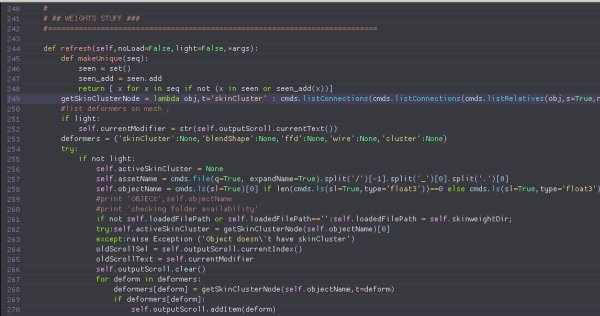 240 #
241 # ## WEIGHTS STUFF ###
242 #================================================================================
243
244 def refresh(self,noLoad=False,light=False,*args):
245 def makeUnique(seq):
246 seen = set()
247 seen_add = seen.add
248 return [ x for x in seq if not (x in seen or seen_add(x))]
249 getSkinClusterNode = lambda obj,t='skinCluster' : cmds.listConnections(cmds.listConnections(cmds.listRelatives(obj,s=True,
250 #list deformers on mesh ;
251 if light:
252 self.currentModifier = str(self.outputScroll.currentText())
253 deformers = {'skinCluster':None,'blendShape':None,'ffd':None,'wire':None,'cluster':None}
254 try:
255 if not light:
256 self.activeSkinCluster = None
257 self.assetName = cmds.file(q=True, expandName=True).split('/')[-1].split('_')[0].split('.')[0]
258 self.objectName = cmds.ls(sl=True)[0] if len(cmds.ls(sl=True,type='float3'))==0 else cmds.ls(sl=True,type='float3')
259 #print 'OBJECT',self.objectName
260 #print 'checking folder availability'
261 if not self.loadedFilePath or self.loadedFilePath=='':self.loadedFilePath = self.skinweightDir;
262 try:self.activeSkinCluster = getSkinClusterNode(self.objectName)[0]
263 except:raise Exception ('Object doesn\'t have skinCluster')
264 oldScrollSel = self.outputScroll.currentIndex()
265 oldScrollText = self.currentModifier
266 self.outputScroll.clear()
267 for deform in deformers:
268 deformers[deform] = getSkinClusterNode(self.objectName,t=deform)
269 if deformers[deform]:
270 self.outputScroll.addItem(deform)